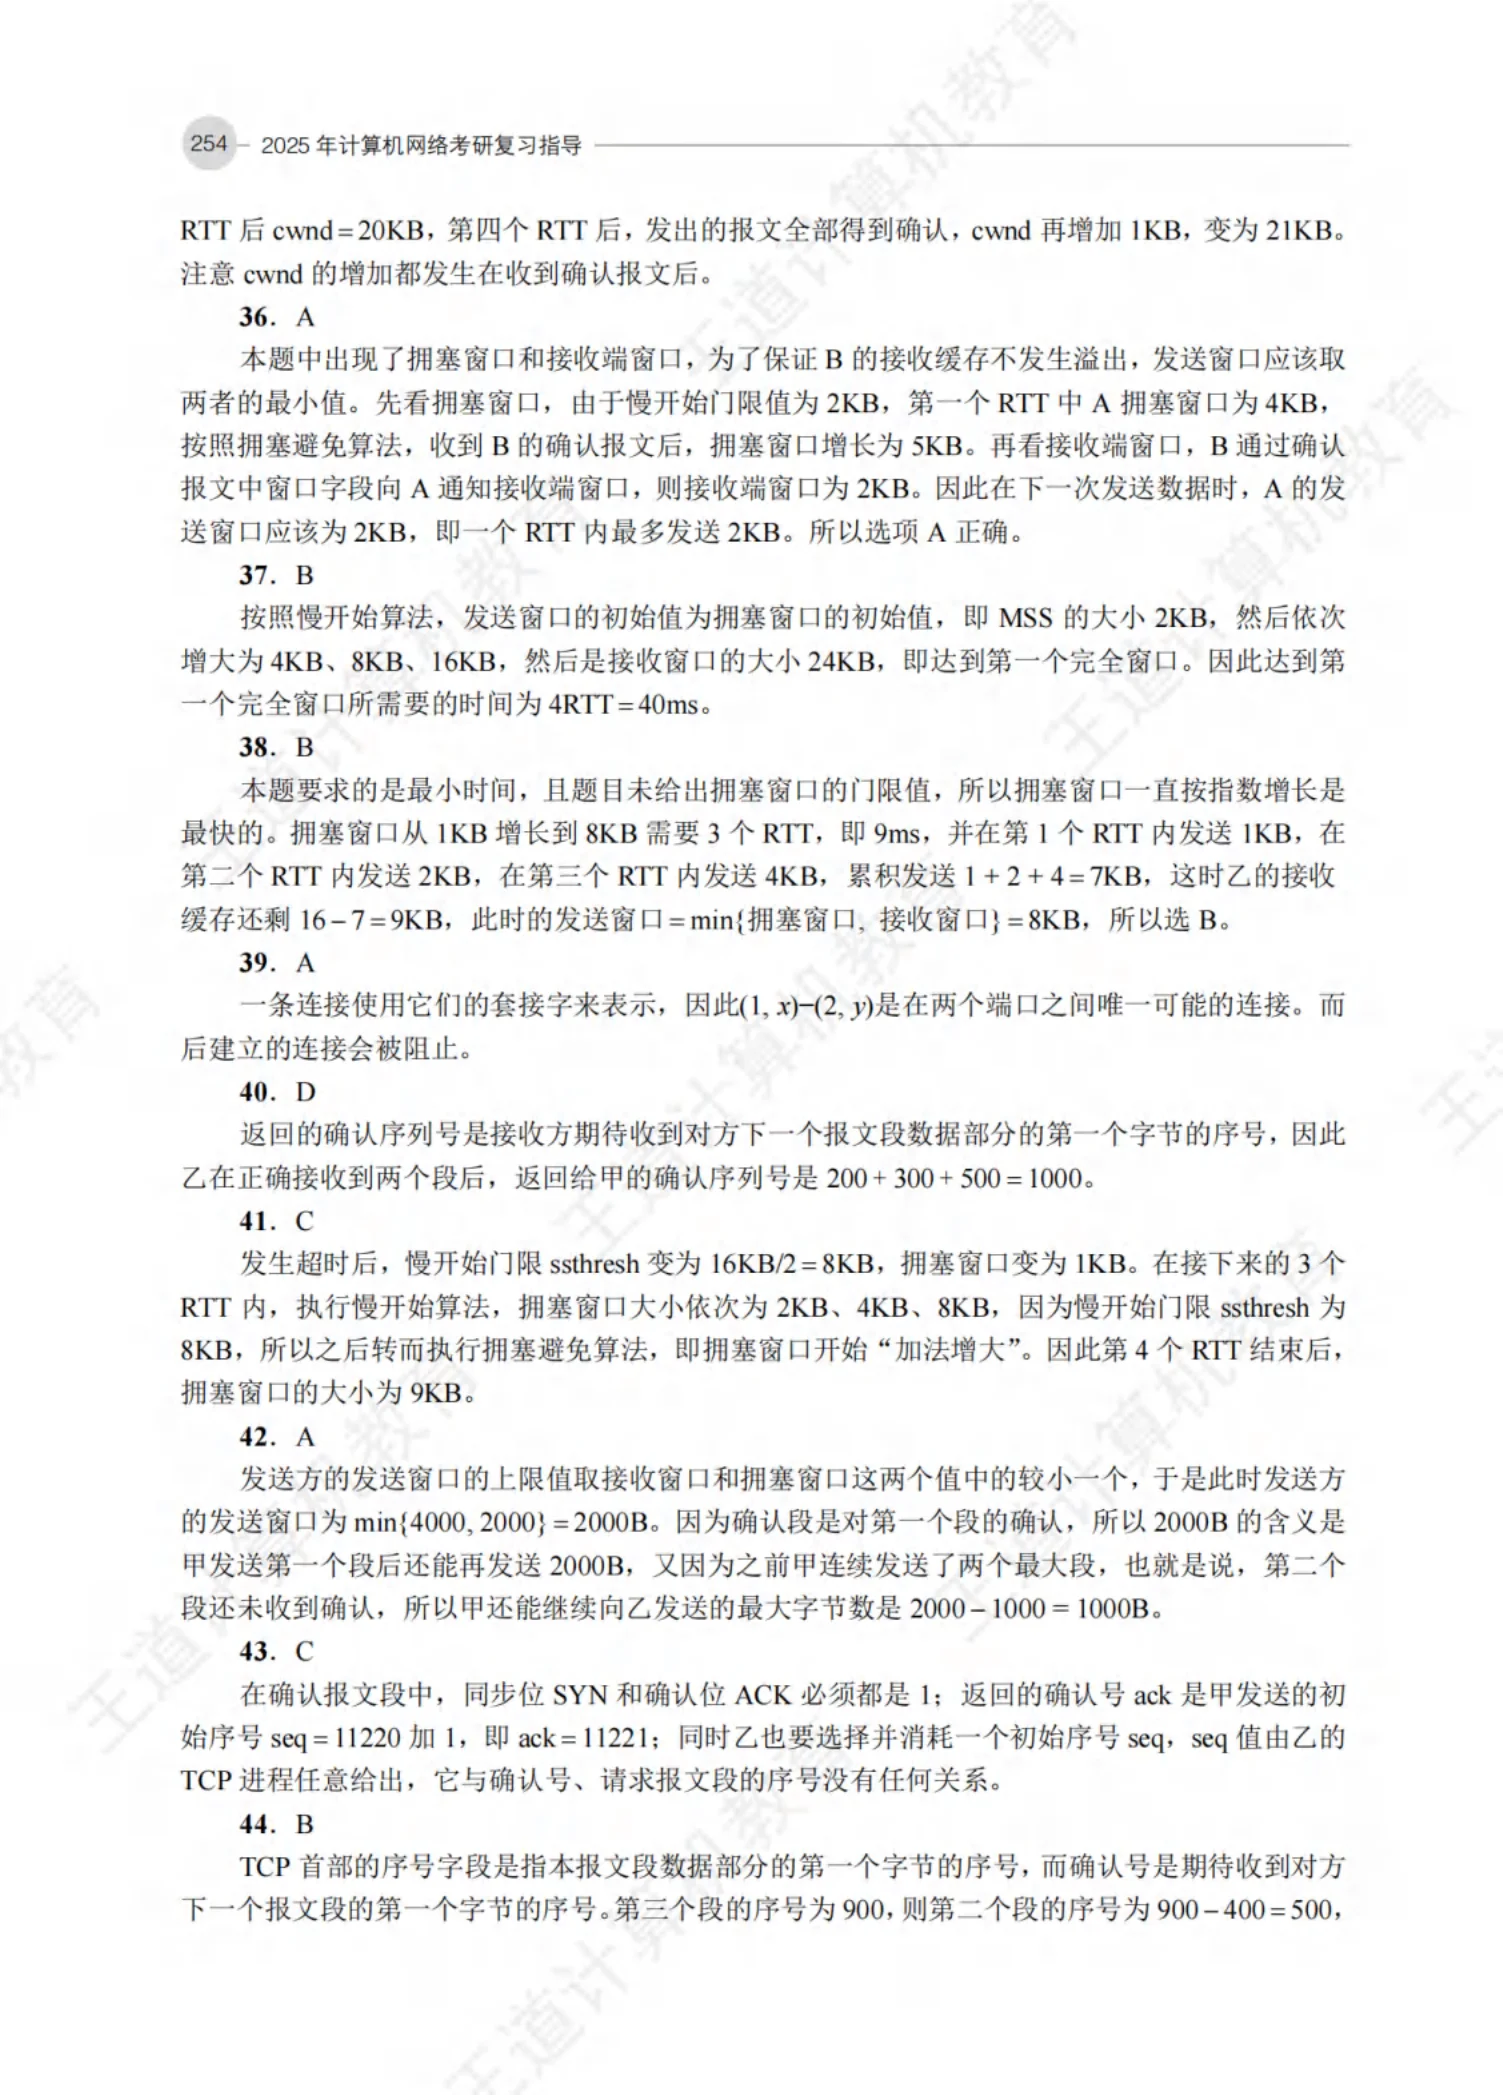 254 2025 年计算机网络考研复习指导
RTT 后 cwnd=20KB，第四个 RTT 后，发出的报文全部得到确认，cwnd 再增加 1KB，变为 21KB。
注意 cwnd 的增加都发生在收到确认报文后。
36． A
本题中出现了拥塞窗口和接收端窗口，为了保证 B 的接收缓存不发生溢出，发送窗口应该取
两者的最小值。先看拥塞窗口，由于慢开始门限值为 2KB，第一个 RTT 中 A 拥塞窗口为 4KB，
按照拥塞避免算法，收到 B 的确认报文后，拥塞窗口增长为 5KB。再看接收端窗口，B 通过确认
报文中窗口字段向 A 通知接收端窗口，则接收端窗口为 2KB。因此在下一次发送数据时，A 的发
送窗口应该为 2KB，即一个 RTT 内最多发送 2KB。所以选项 A 正确。
37． B
按照慢开始算法，发送窗口的初始值为拥塞窗口的初始值，即 MSS 的大小 2KB，然后依次
增大为 4KB、8KB、16KB，然后是接收窗口的大小 24KB，即达到第一个完全窗口。因此达到第
一个完全窗口所需要的时间为 4RTT=40ms。
38． B
本题要求的是最小时间，且题目未给出拥塞窗口的门限值，所以拥塞窗口一直按指数增长是
最快的。拥塞窗口从 1KB 增长到 8KB 需要 3 个 RTT，即 9ms，并在第 1 个 RTT 内发送 1KB，在
第二个 RTT 内发送 2KB，在第三个 RTT 内发送 4KB，累积发送 1 + 2 + 4 = 7KB，这时乙的接收
缓存还剩 16 – 7 = 9KB，此时的发送窗口 = min{拥塞窗口, 接收窗口} = 8KB，所以选 B。
39． A
一条连接使用它们的套接字来表示，因此(1, x)–(2, y)是在两个端口之间唯一可能的连接。而
后建立的连接会被阻止。
40． D
返回的确认序列号是接收方期待收到对方下一个报文段数据部分的第一个字节的序号，因此
乙在正确接收到两个段后，返回给甲的确认序列号是 200 + 300 + 500 = 1000。
41． C
发生超时后，慢开始门限 ssthresh 变为 16KB/2 = 8KB，拥塞窗口变为 1KB。在接下来的 3 个
RTT 内，执行慢开始算法，拥塞窗口大小依次为 2KB、4KB、8KB，因为慢开始门限 ssthresh 为
8KB，所以之后转而执行拥塞避免算法，即拥塞窗口开始“加法增大”。因此第 4 个 RTT 结束后，
拥塞窗口的大小为 9KB。
42． A
发送方的发送窗口的上限值取接收窗口和拥塞窗口这两个值中的较小一个，于是此时发送方
的发送窗口为 min{4000, 2000} = 2000B。因为确认段是对第一个段的确认，所以 2000B 的含义是
甲发送第一个段后还能再发送 2000B，又因为之前甲连续发送了两个最大段，也就是说，第二个
段还未收到确认，所以甲还能继续向乙发送的最大字节数是 2000 – 1000 = 1000B。
43． C
在确认报文段中，同步位 SYN 和确认位 ACK 必须都是 1；返回的确认号 ack 是甲发送的初
始序号 seq = 11220 加 1，即 ack = 11221；同时乙也要选择并消耗一个初始序号 seq，seq 值由乙的
TCP 进程任意给出，它与确认号、请求报文段的序号没有任何关系。
44． B
TCP 首部的序号字段是指本报文段数据部分的第一个字节的序号，而确认号是期待收到对方
下一个报文段的第一个字节的序号。第三个段的序号为 900，则第二个段的序号为 900 – 400 = 500，
王道计算机教育